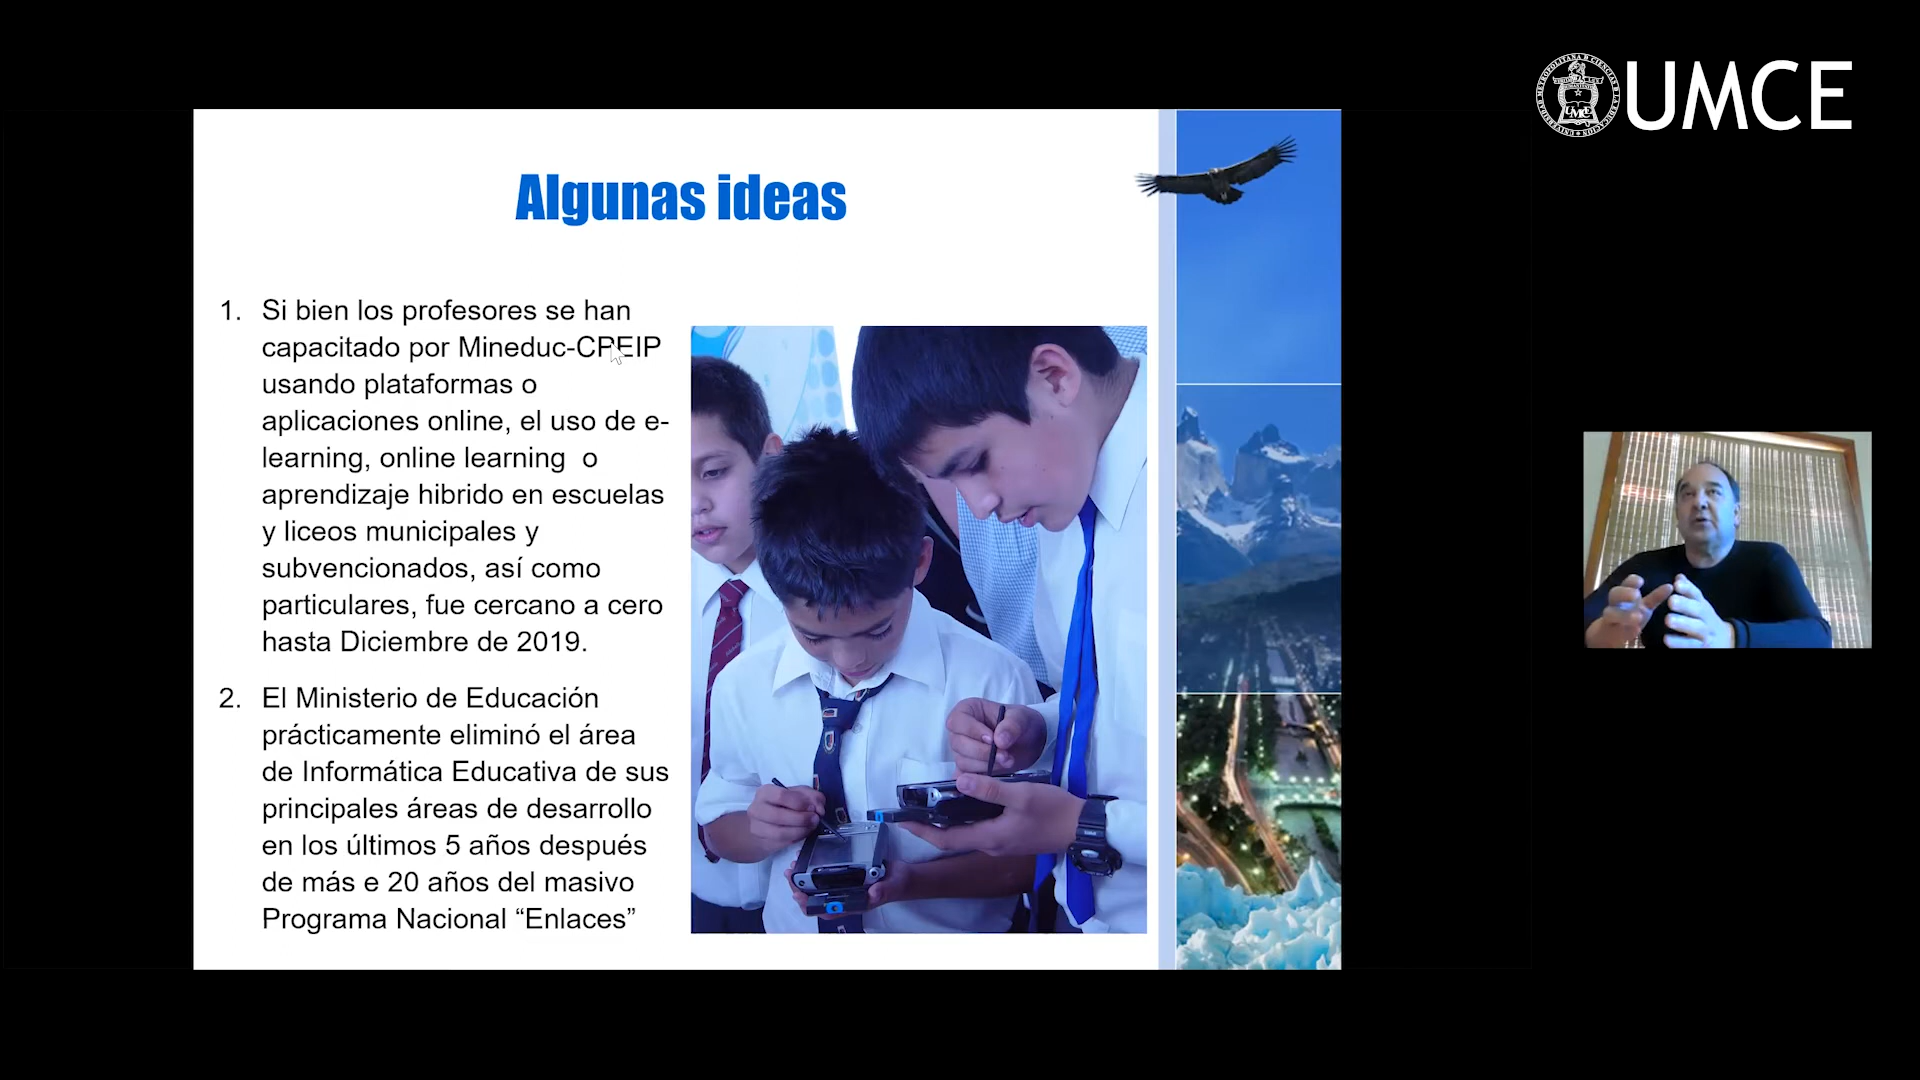 UMCE
Algunas ideas
1. Si bien los profesores se han
capacitado por Mineduc-CPEIP
usando plataformas o
aplicaciones online, el uso de e-
learning, online learning o
aprendizaje hibrido en escuelas
y liceos municipales y
subvencionados, así como
particulares, fue cercano a cero
hasta Diciembre de 2019.
2. El Ministerio de Educación
prácticamente eliminó el área
de Informática Educativa de sus
principales áreas de desarrollo
en los últimos 5 años después
de más e 20 años del masivo
Programa Nacional “Enlaces”